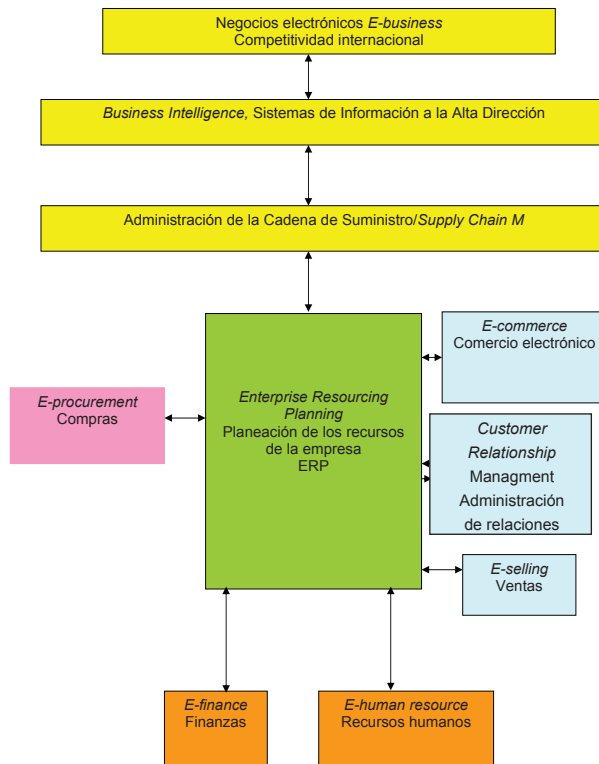 Negocios electrónicos E-business
Competitividad internacional
Business Intelligence, Sistemas de Información a la Alta Dirección
Administración de la Cadena de Suministro/Supply Chain M
E-commerce
Comercio electrónico
Enterprise Resourcing
Planning
Planeación de los recursos
de la empresa
ERP
E-procurement
Compras
Customer
Relationship
Managment
Administración
de relaciones
E-selling
Ventas
E-finance
Finanzas
E-human resource
Recursos humanos